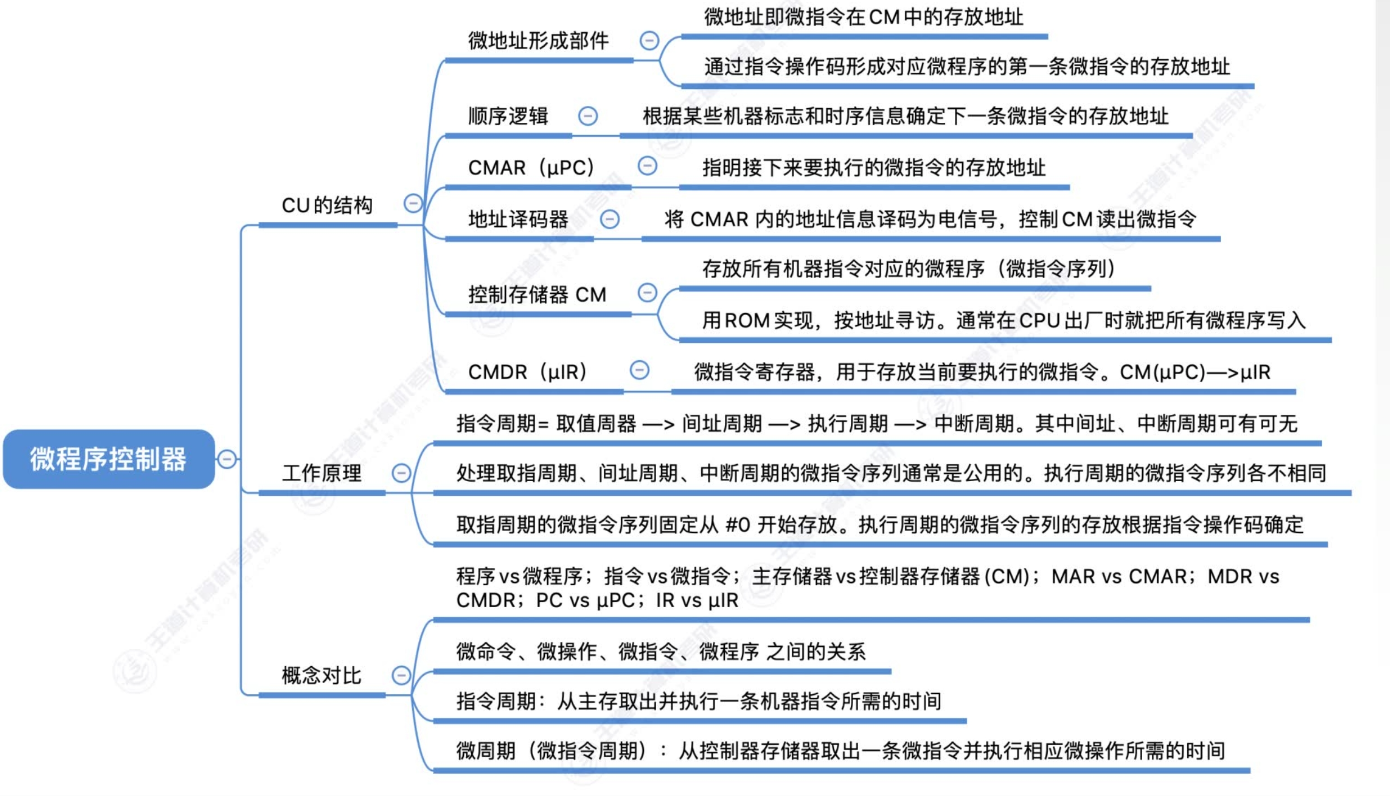 微程序控制器
CU的结构
微地址形成部件
微地址即微指令在CM中的存放地址
通过指令操作码形成对应微程序的第一条微指令的存放地址
顺序逻辑
根据某些机器标志和时序信息确定下一条微指令的存放地址
CMAR（μPC）
指明接下来要执行的微指令的存放地址
地址译码器
将 CMAR 内的地址信息译码为电信号，控制CM读出微指令
控制存储器 CM
存放所有机器指令对应的微程序（微指令序列）
用ROM实现，按地址寻访。通常在CPU出厂时就把所有微程序写入
CMDR（μIR）
微指令寄存器，用于存放当前要执行的微指令。CM(μPC)—>μIR
工作原理
指令周期= 取值周器 —> 间址周期 —> 执行周期 —> 中断周期。其中间址、中断周期可有可无
处理取指周期、间址周期、中断周期的微指令序列通常是公用的。执行周期的微指令序列各不相同
取指周期的微指令序列固定从 #0 开始存放。执行周期的微指令序列的存放根据指令操作码确定
概念对比
程序vs微程序；指令vs微指令；主存储器vs控制器存储器(CM)；MAR vs CMAR；MDR vs
CMDR；PC vs μPC；IR vs μIR
微命令、微操作、微指令、微程序 之间的关系
指令周期：从主存取出并执行一条机器指令所需的时间
微周期（微指令周期）：从控制器存储器取出一条微指令并执行相应微操作所需的时间